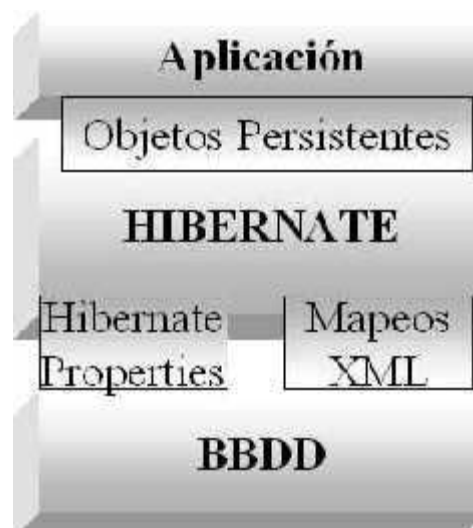 Aplicación
Objetos Persistentes
HIBERNATE
Hibernate
Properties
Mapeos
XML
BBDD